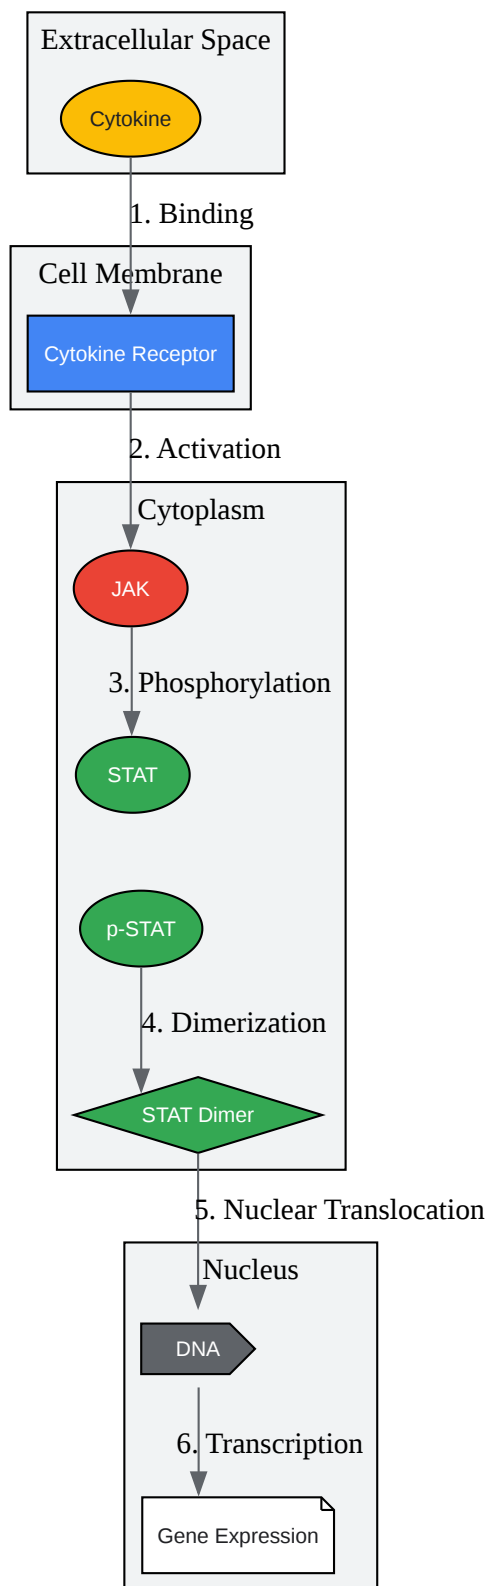 Extracellular Space
Cytokine
1. Binding
Cell Membrane
Cytokine Receptor
2. Activation
Cytoplasm
JAK
3. Phosphorylation
STAT
p-STAT
4. Dimerization
STAT Dimer
5. Nuclear Translocation
Nucleus
DNA
6. Transcription
Gene Expression